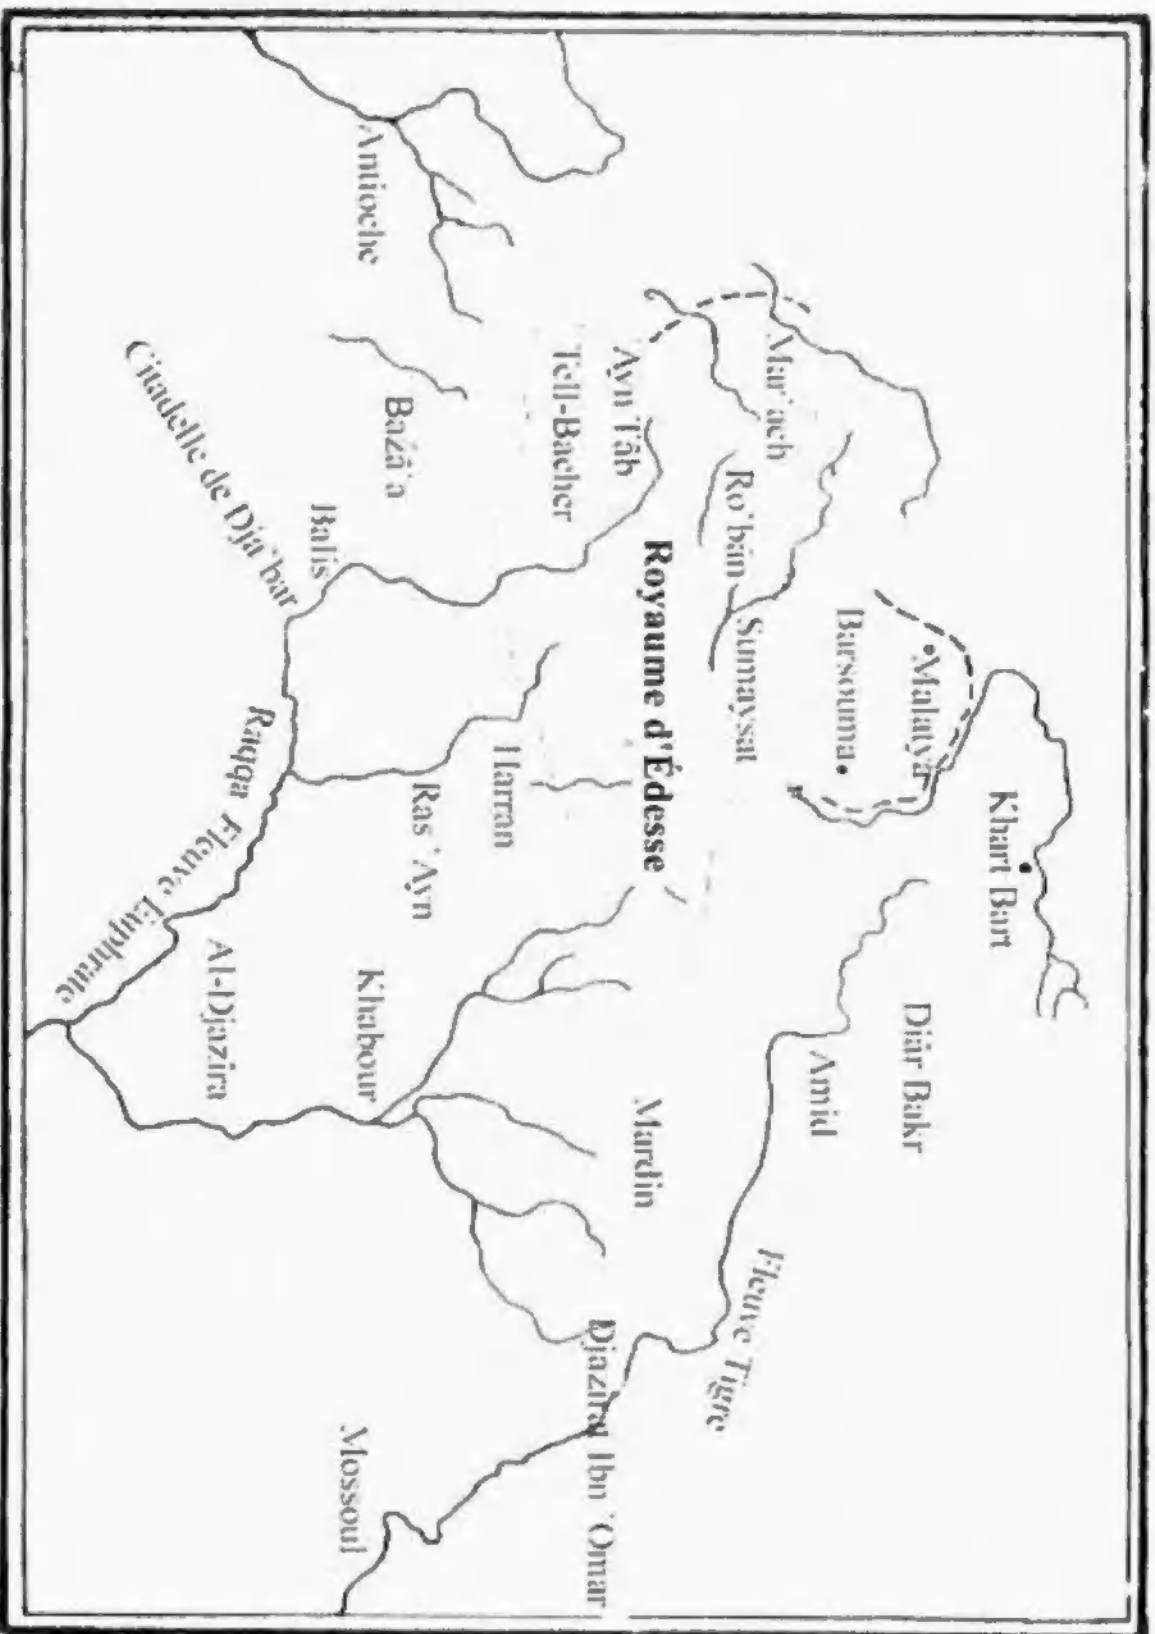 Khart Bart
Malatya
Diâr Bakr
Barsouma
Amid
Mar'ach
Ro'bân
Sumaysat
Fleuve Tigre
Royaume d'Édesse
Ayn Tâb
Mardin
Djazirat Ibn 'Omar
Tell-Bacher
Harran
Ras 'Ayn
Bazâ'a
Antioche
Khabour
Mossoul
Balis
Citadelle de Dja'bar
Raqqa
Fleuve Euphrate
Al-Djazira